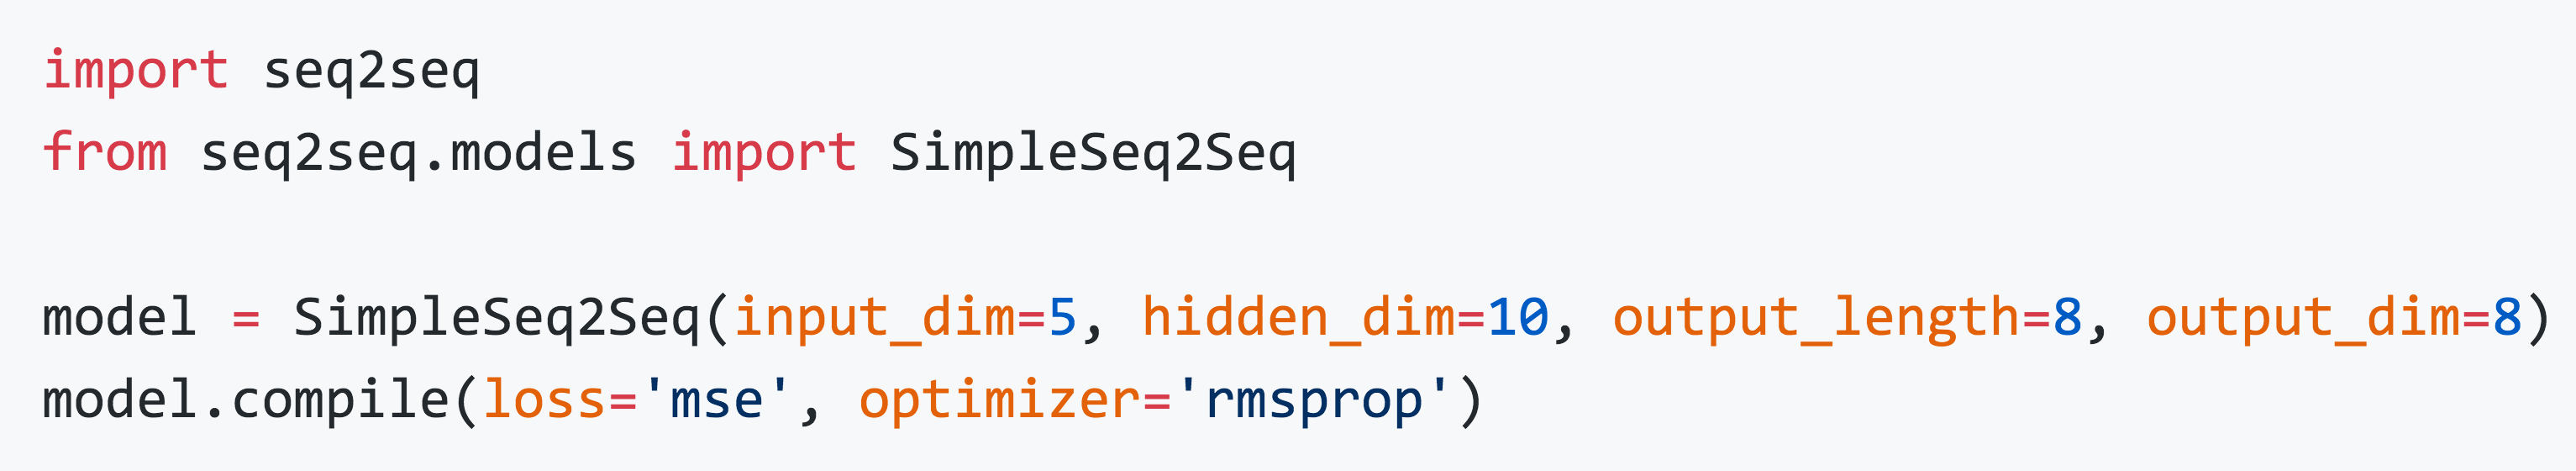 import seq2seq
from seq2seq.models import SimpleSeq2Seq
model = SimpleSeq2Seq(input_dim=5, hidden_dim=10, output_length=8, output_dim=8)
model.compile(loss='mse', optimizer='rmsprop')